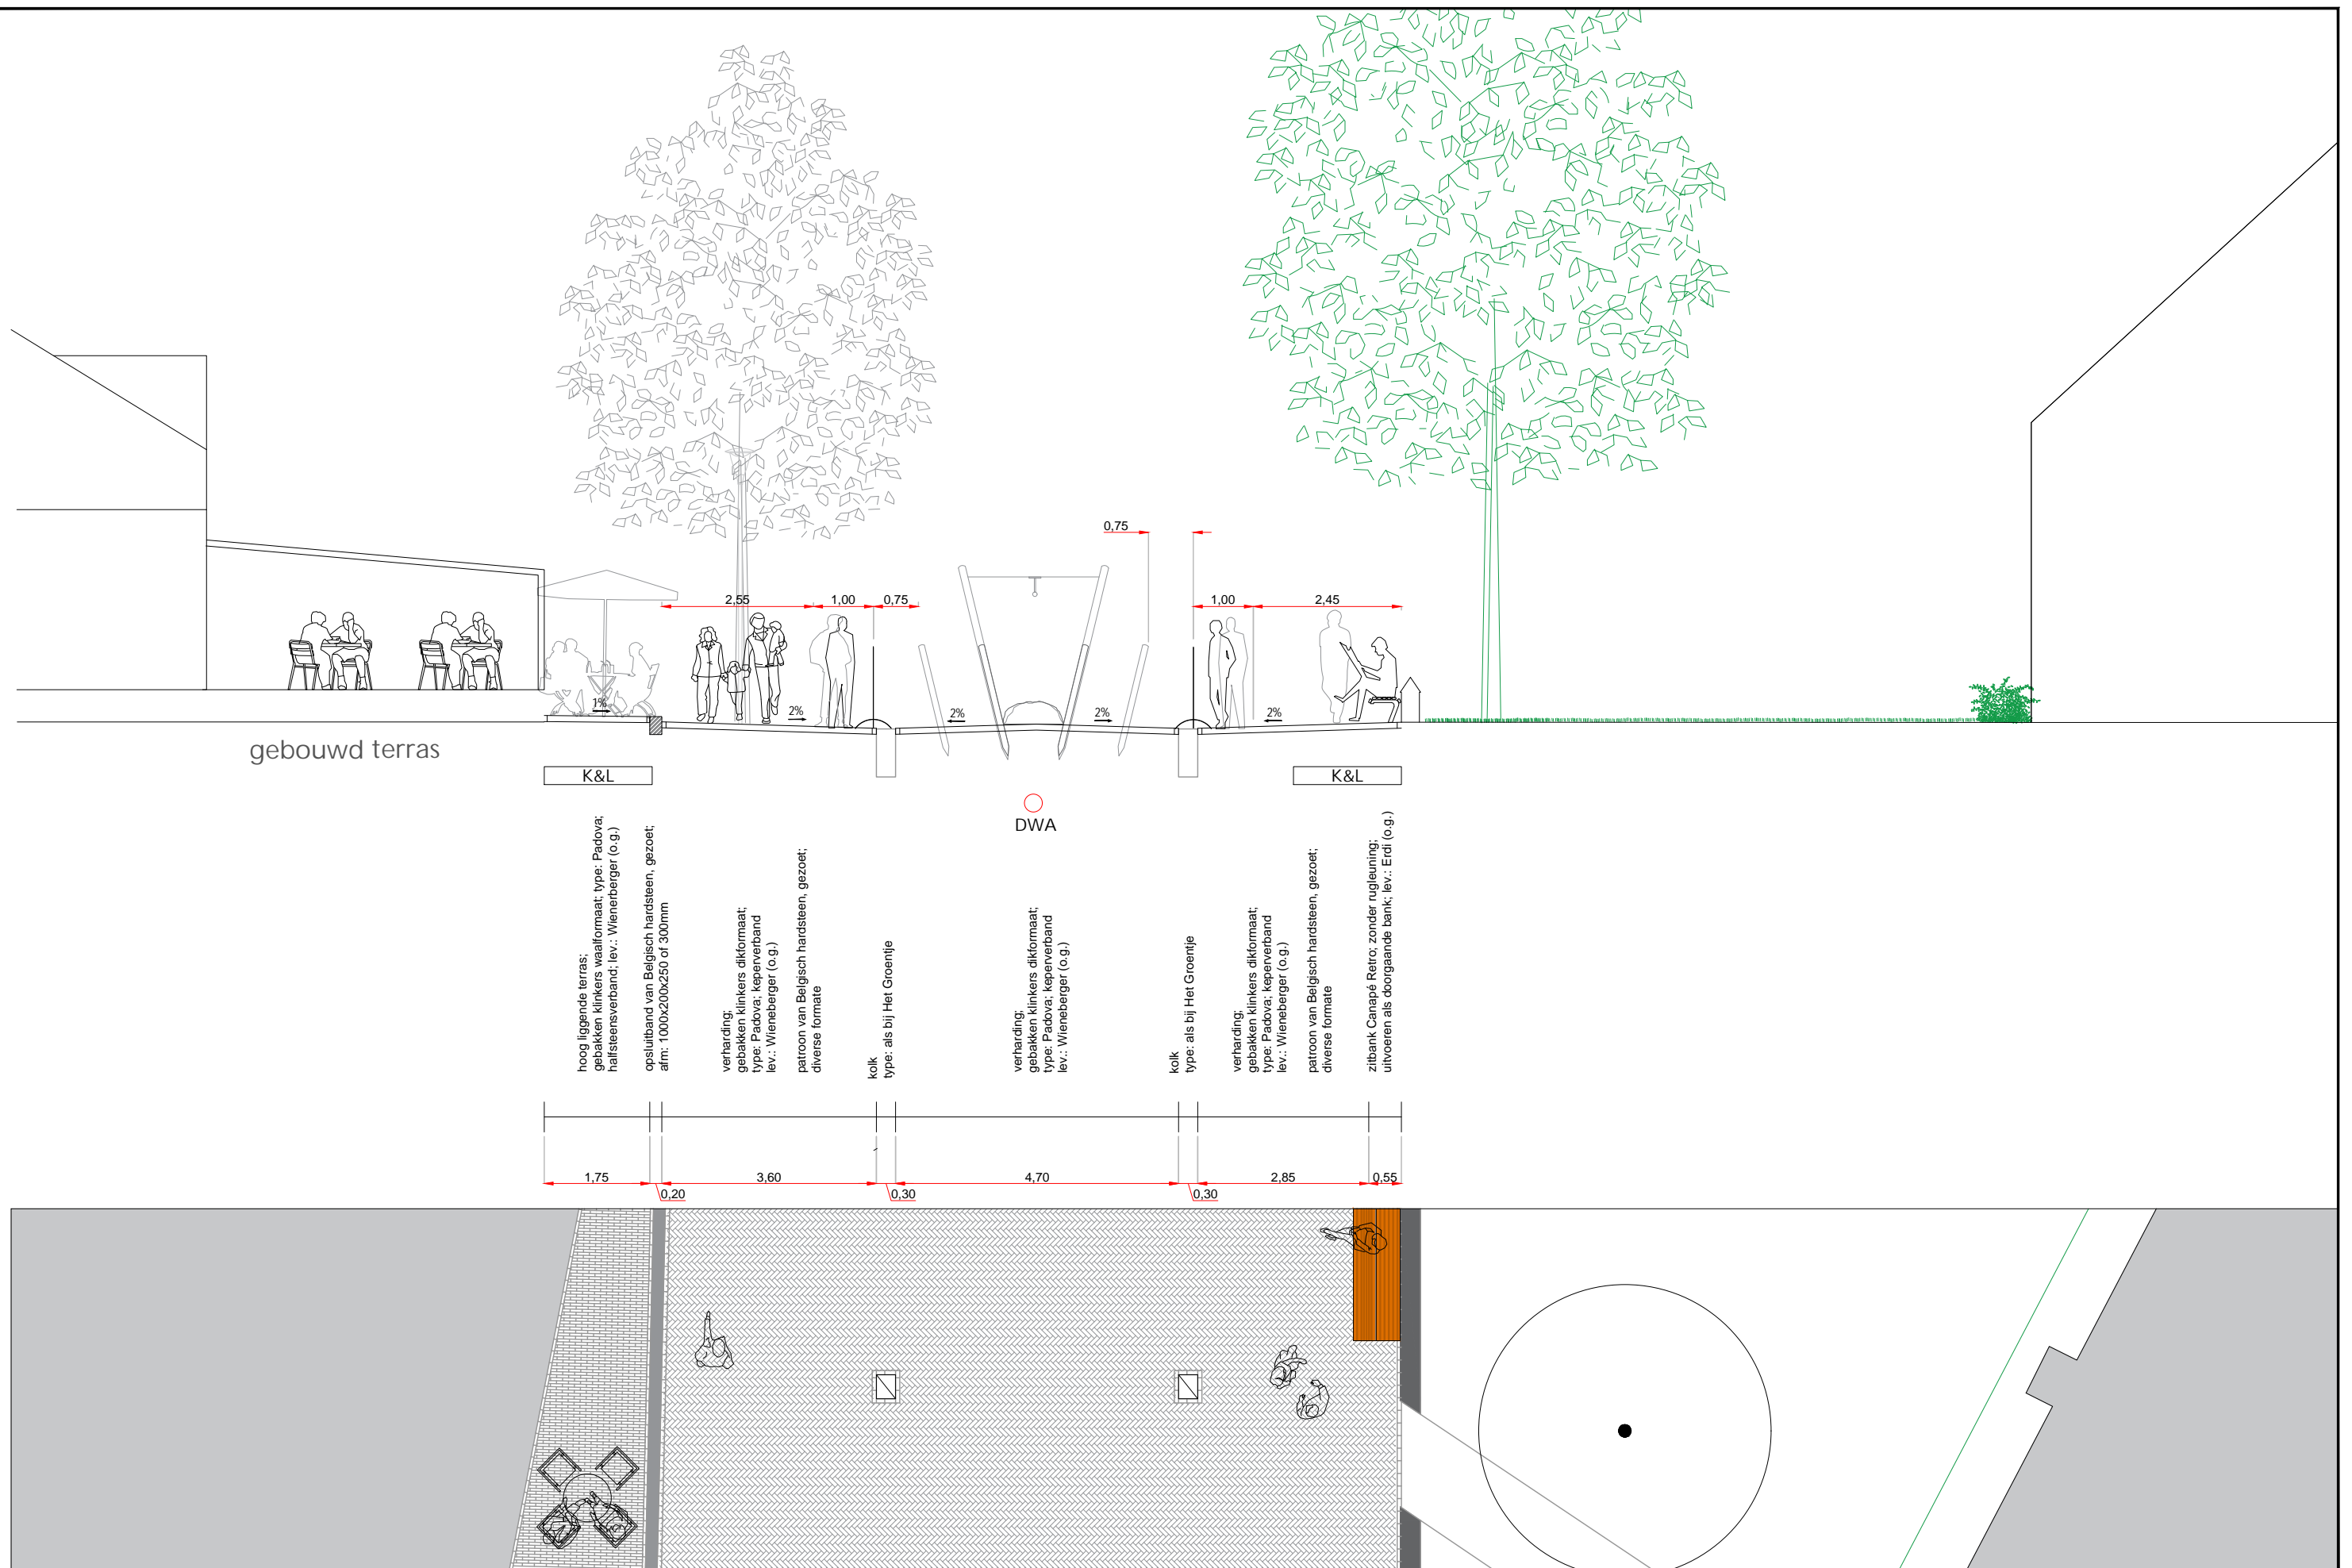 0,75
2,55
1,00
0,75
1,00
2,45
1%
2%
2%
2%
2%
gebouwd terras
K&L
K&L
DWA
hoog liggende terras;
gebakken klinkers waalformaat; type: Padova;
halfsteensverband; lev.: Wienerberger (o.g.)
opsluitband van Belgisch hardsteen, gezoet;
afm: 1000x200x250 of 300mm
verharding;
gebakken klinkers dikformaat;
type: Padova; keperverband
lev.: Wieneberger (o.g.)
patroon van Belgisch hardsteen, gezoet;
diverse formate
kolk
type: als bij Het Groentje
verharding;
gebakken klinkers dikformaat;
type: Padova; keperverband
lev.: Wieneberger (o.g.)
kolk
type: als bij Het Groentje
verharding;
gebakken klinkers dikformaat;
type: Padova; keperverband
lev.: Wieneberger (o.g.)
patroon van Belgisch hardsteen, gezoet;
diverse formate
zitbank Canapé Retro; zonder rugleuning;
uitvoeren als doorgaande bank; lev.: Erdi (o.g.)
1,75
0,20
3,60
0,30
4,70
0,30
2,85
0,55